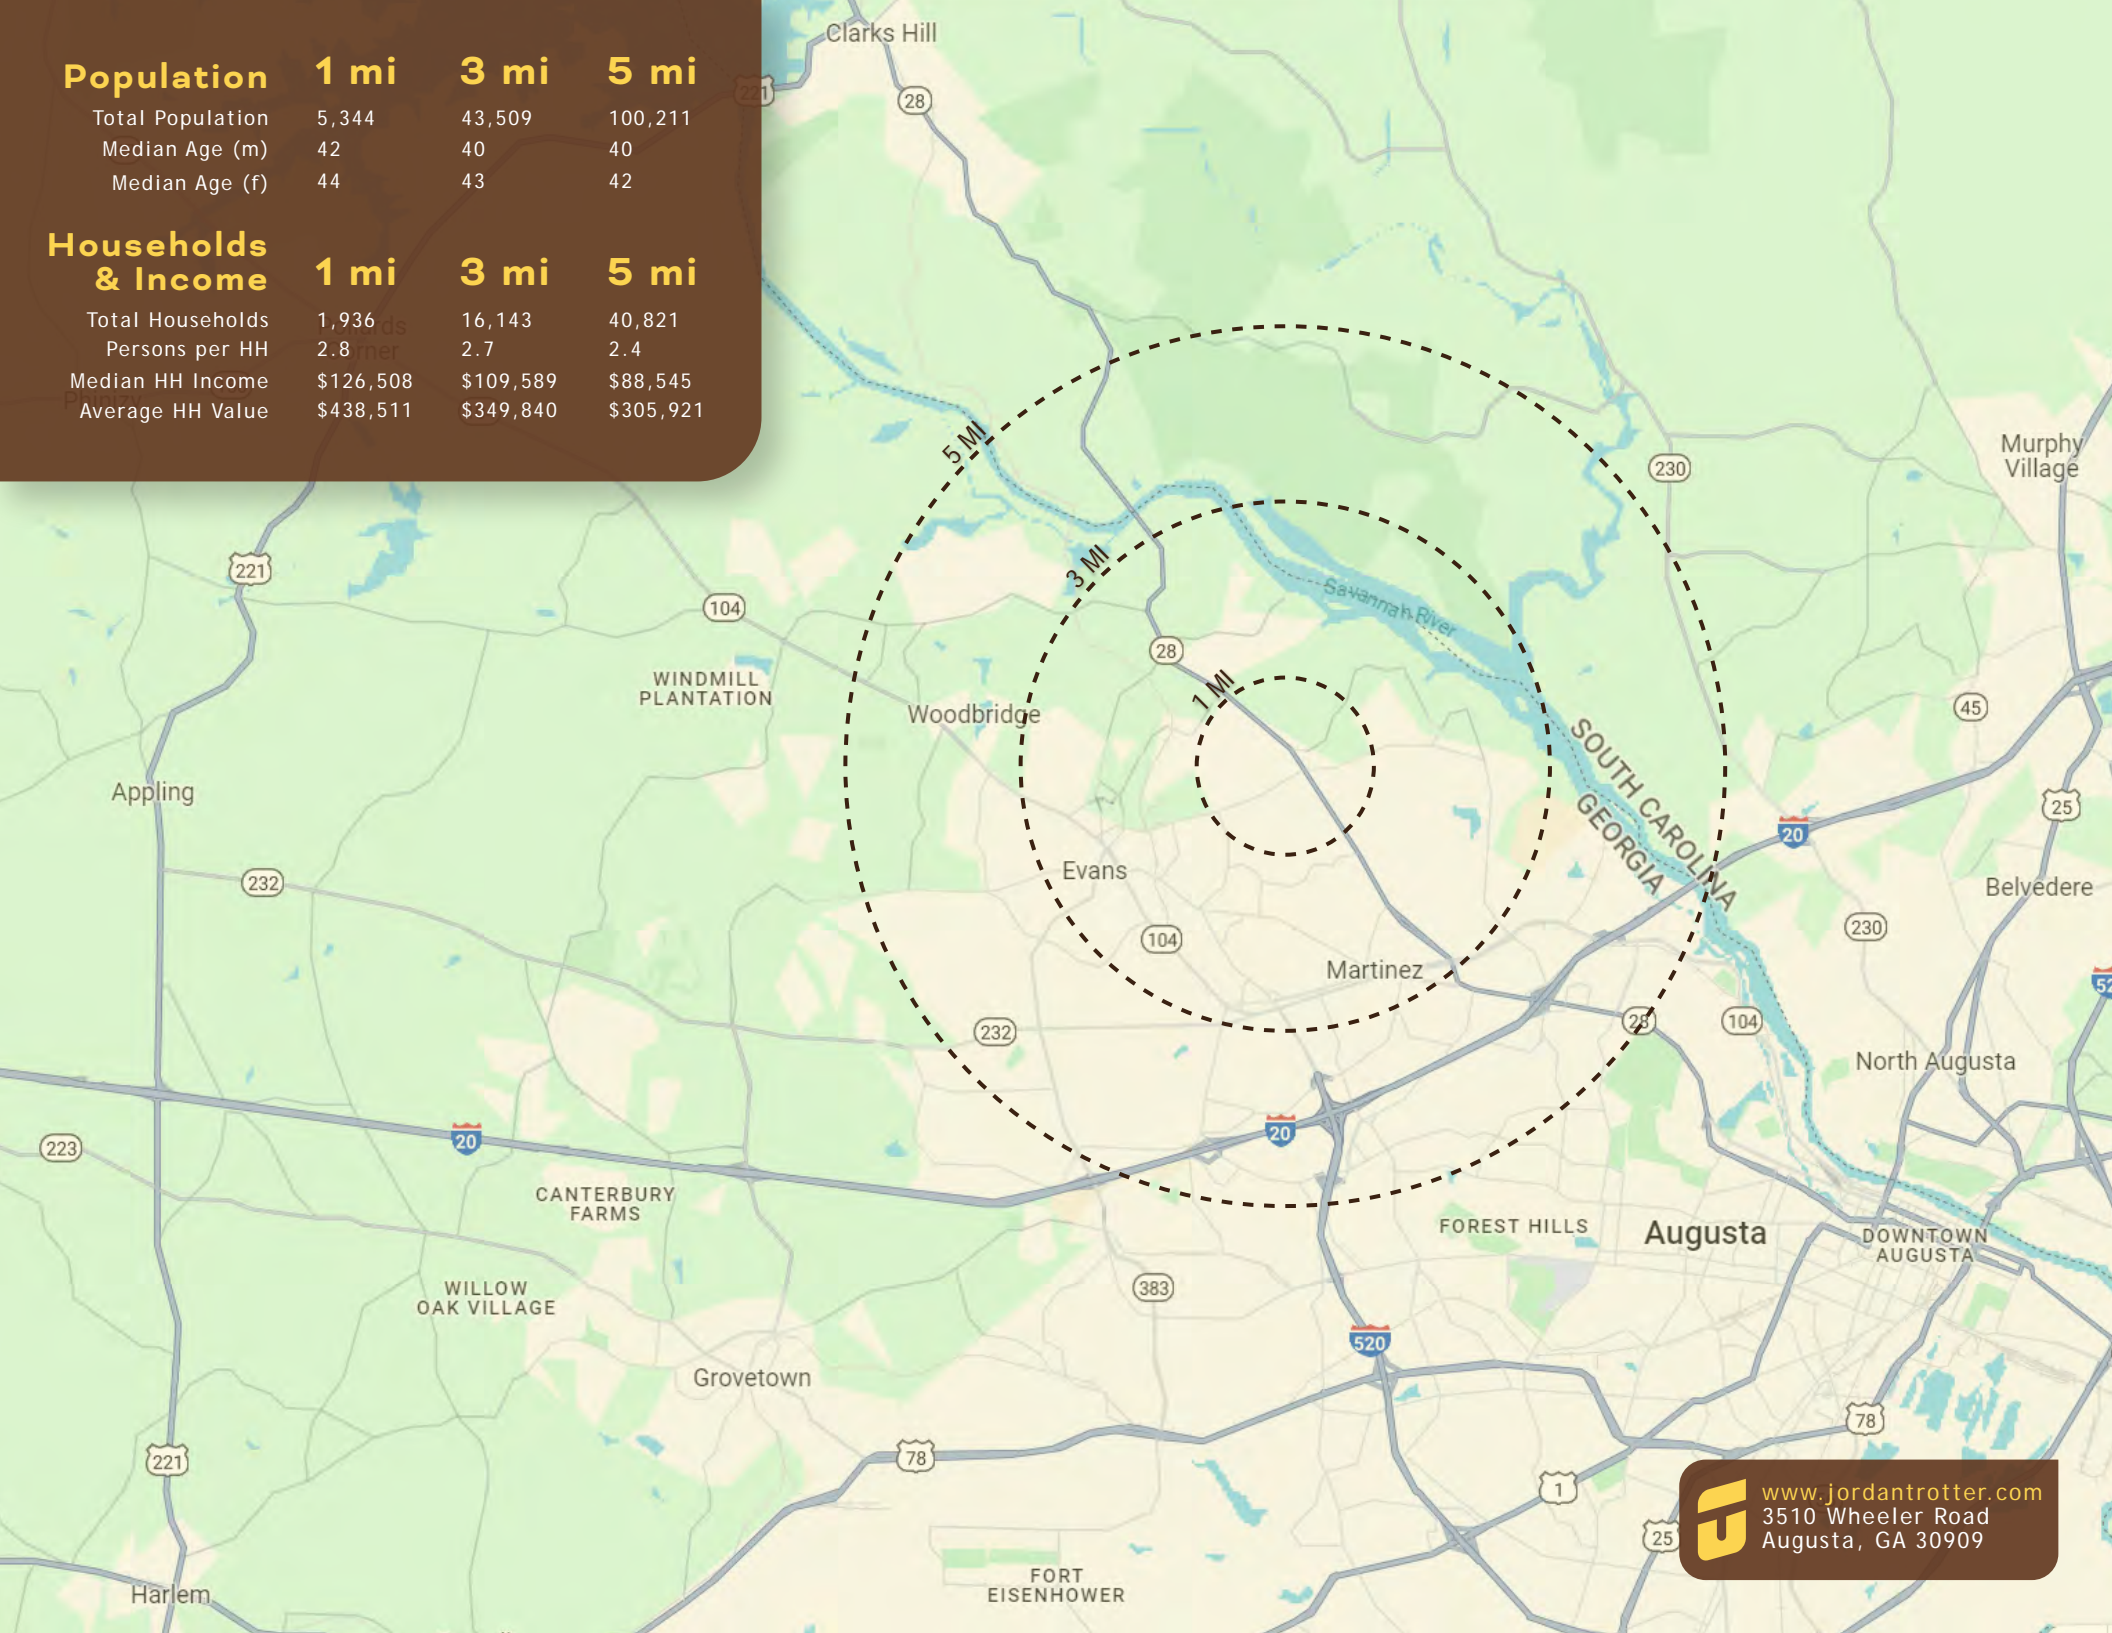 Population 1 mi 3 mi 5 mi
Total Population 5,344 43,509 100,211
Median Age (m) 42 40 40
Median Age (f) 44 43 42
Households
& Income 1 mi 3 mi 5 mi
Total Households 1,936 16,143 40,821
Persons per HH 2.8 2.7 2.4
Median HH Income $126,508 $109,589 $88,545
Average HH Value $438,511 $349,840 $305,921
Clarks Hill
221
28
5 MI
Murphy
Village
230
3 MI
221
104
Savannah River
28
WINDMILL
PLANTATION
1 MI
Woodbridge
45
SOUTH CAROLINA
GEORGIA
Appling
25
20
Evans
232
Belvedere
104
230
Martinez
232
28
104
North Augusta
20
20
223
CANTERBURY
FARMS
FOREST HILLS
Augusta
DOWNTOWN
AUGUSTA
383
WILLOW
OAK VILLAGE
520
Grovetown
78
78
221
1
25
FORT
EISENHOWER
Harlem
www.jordantrotter.com
3510 Wheeler Road
Augusta, GA 30909